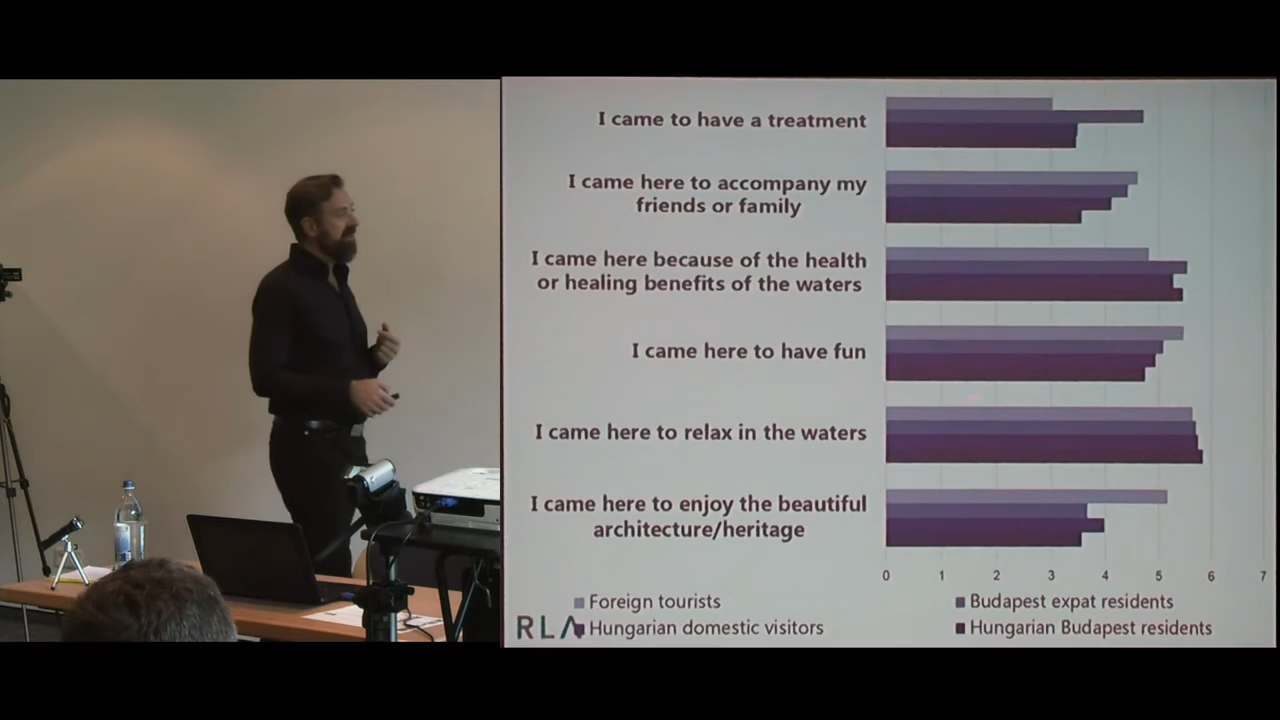 I came to have a treatment
I came here to accompany my
friends or family
I came here because of the health
or healing benefits of the waters
I came here to have fun
I came here to relax in the waters
I came here to enjoy the beautiful
architecture/heritage
0 1 2 3 4 5 6 7
Foreign tourists
Budapest expat residents
RLA
Hungarian domestic visitors
Hungarian Budapest residents